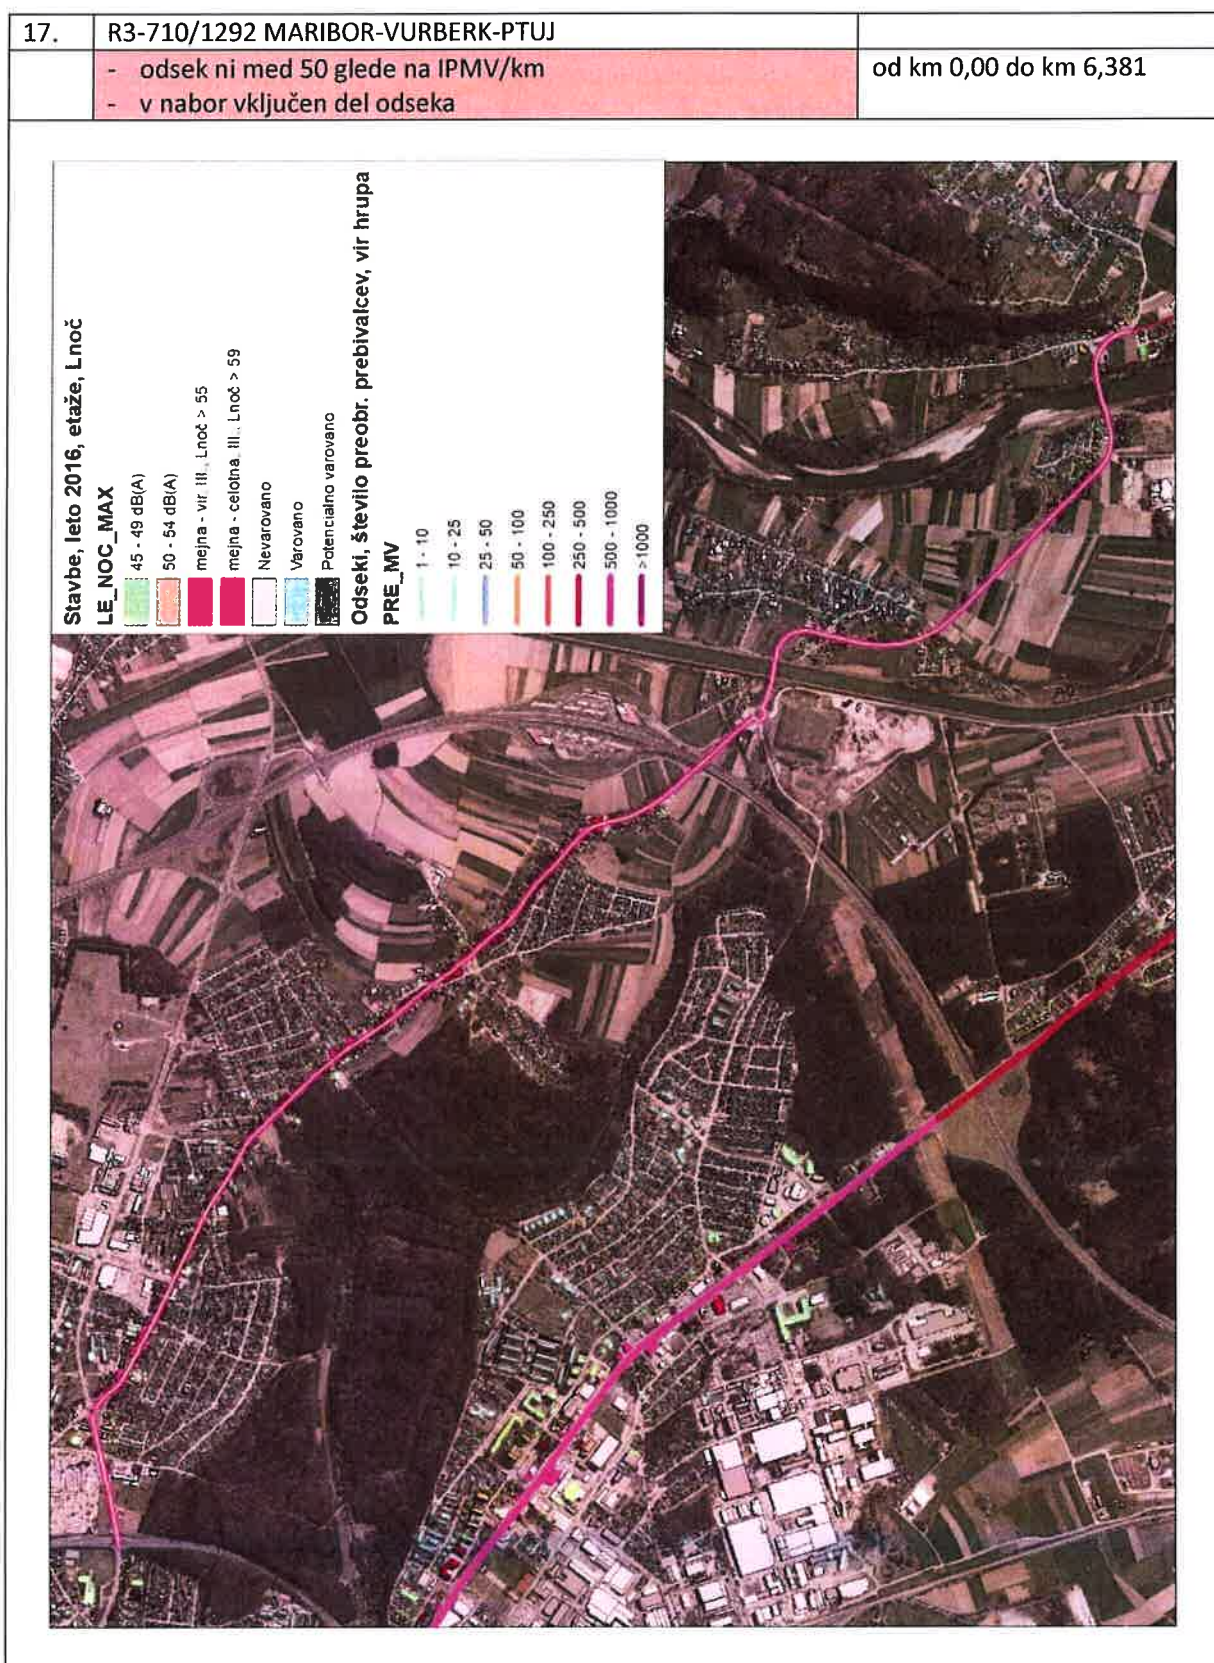 17. R3-710/1292 MARIBOR-VURBERK-PTUJ
- odsek ni med 50 glede na IPMV/km
- v nabor vključen del odseka
od km 0,00 do km 6,381
Stavbe, leto 2016, etaže, Lnoč
LE_NOC_MAX
45 - 49 dB(A)
50 - 54 dB(A)
mejna - vir. III., Lnoč > 55
mejna - celotna. III., Lnoč > 59
Nevarovano
Varovano
Potencialno varovano
Odseki, število preobr. prebivalcev, vir hrupa
PRE_MV
1 - 10
10 - 25
25 - 50
50 - 100
100 - 250
250 - 500
500 - 1000
>1000